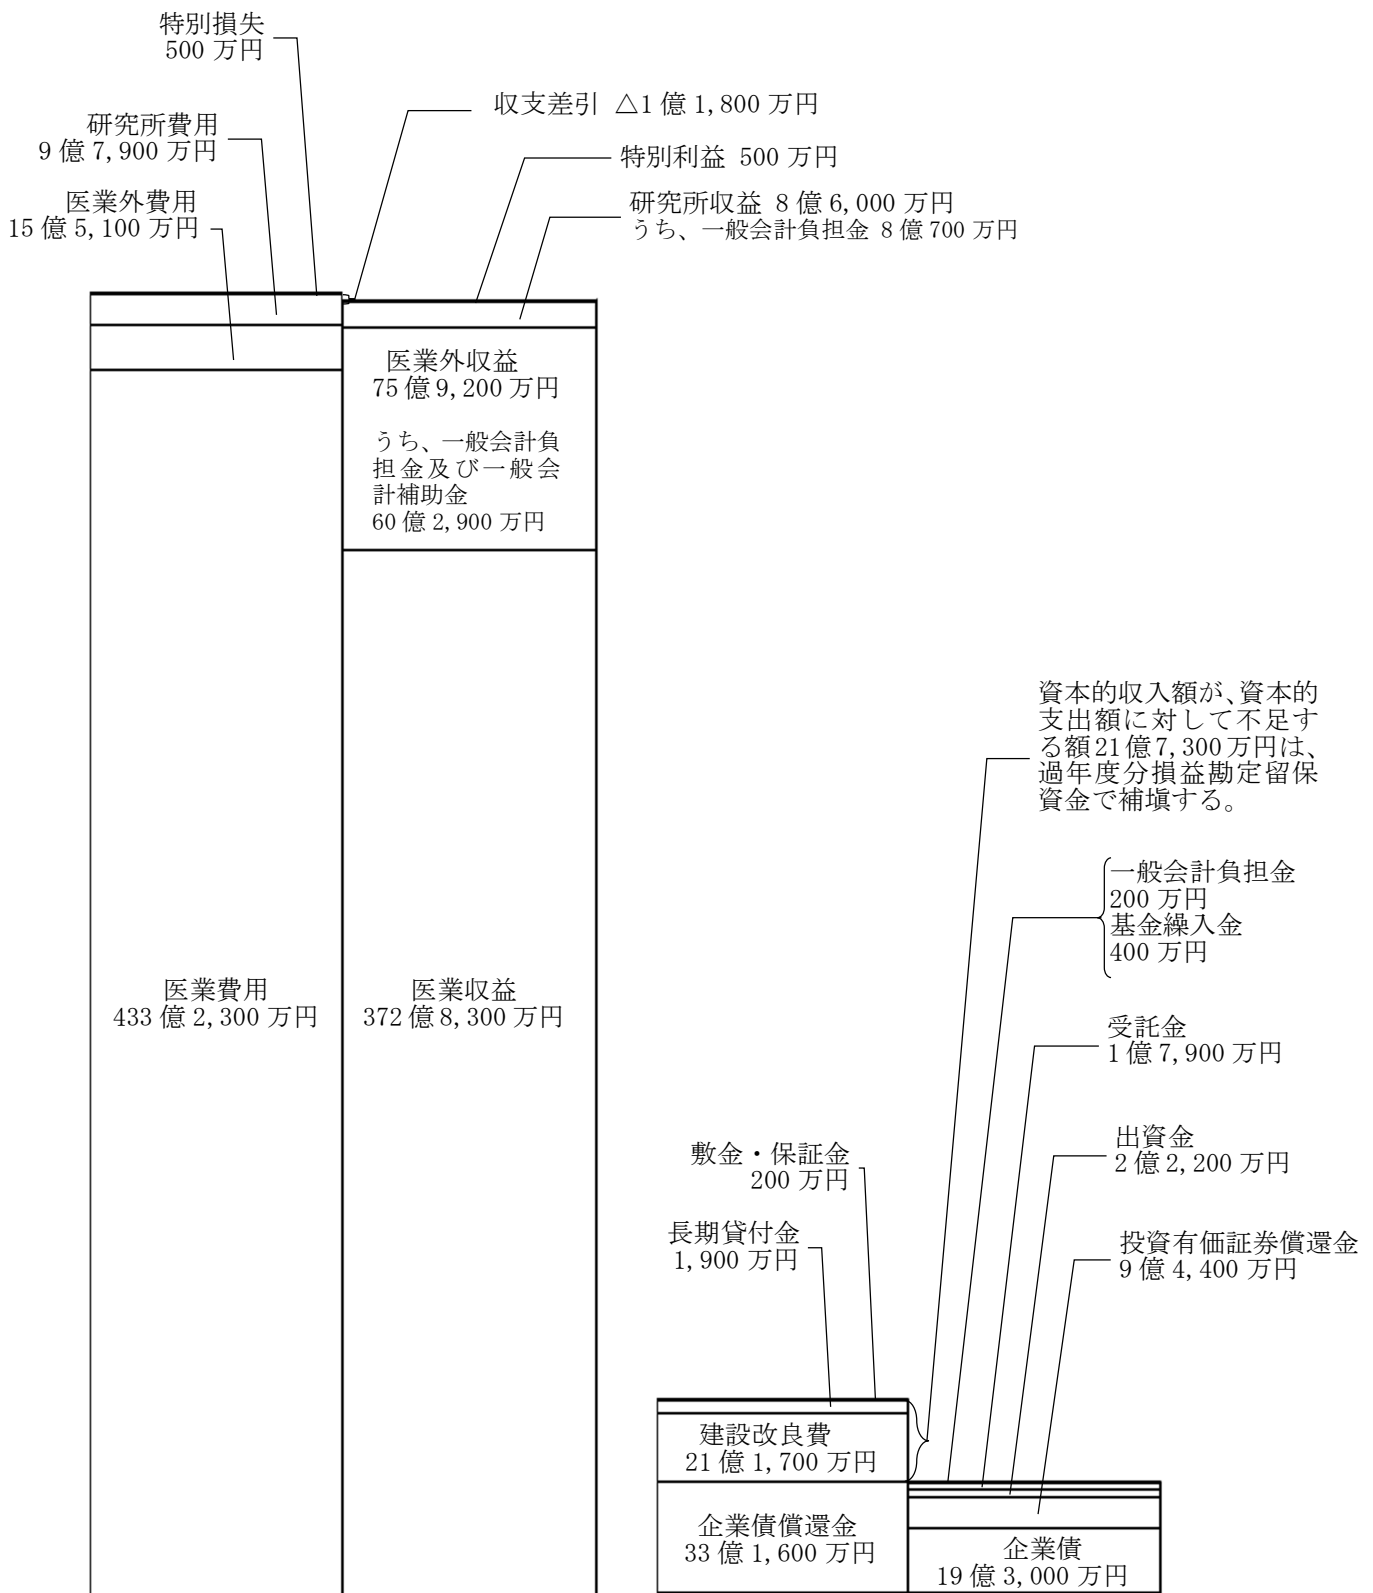 特別損失
500 万円
収支差引 △1 億 1,800 万円
研究所費用
9 億 7,900 万円
特別利益 500 万円
医業外費用
15 億 5,100 万円
研究所収益 8 億 6,000 万円
うち、一般会計負担金 8 億 700 万円
医業外収益
75 億 9,200 万円
うち、一般会計負
担金及び一般会
計補助金
60 億 2,900 万円
医業費用
433 億 2,300 万円
医業収益
372 億 8,300 万円
資本的収入額が、資本的
支出額に対して不足す
る額21 億 7,300 万円は、
過年度分損益勘定留保
資金で補塡する。
一般会計負担金
200 万円
基金繰入金
400 万円
受託金
1 億 7,900 万円
出資金
2 億 2,200 万円
投資有価証券償還金
9 億 4,400 万円
敷金・保証金
200 万円
長期貸付金
1,900 万円
建設改良費
21 億 1,700 万円
企業債償還金
33 億 1,600 万円
企業債
19 億 3,000 万円